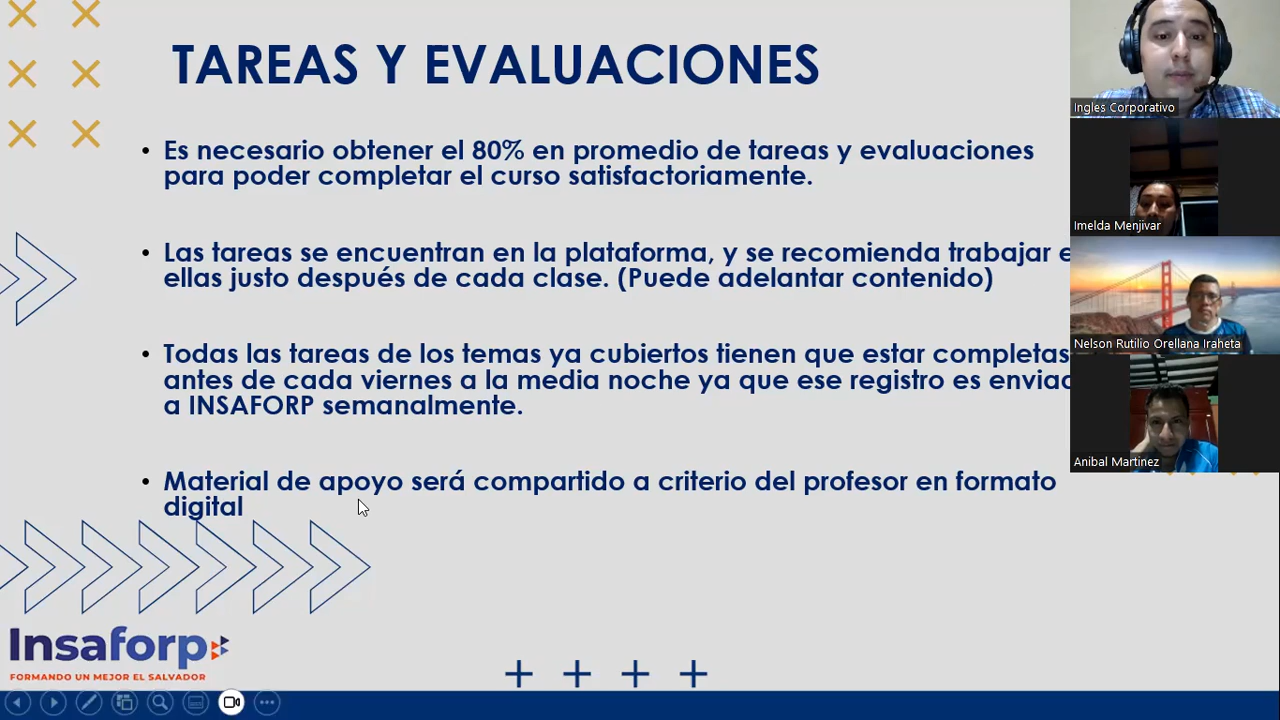 TAREAS Y EVALUACIONES
• Es necesario obtener el 80% en promedio de tareas y evaluaciones
para poder completar el curso satisfactoriamente.
• Las tareas se encuentran en la plataforma, y se recomienda trabajar
ellas justo después de cada clase. (Puede adelantar contenido)
• Todas las tareas de los temas ya cubiertos tienen que estar completas
antes de cada viernes a la media noche ya que ese registro es
a INSAFORP semanalmente.
• Material de apoyo será compartido a criterio del profesor en formato
digital
Insaforp
FORMANDO UN MEJOR EL SALVADOR
Ingles Corporativo
Imelda Menjivar
Nelson Rutilio Orellana Iraheta
Anibal Martinez